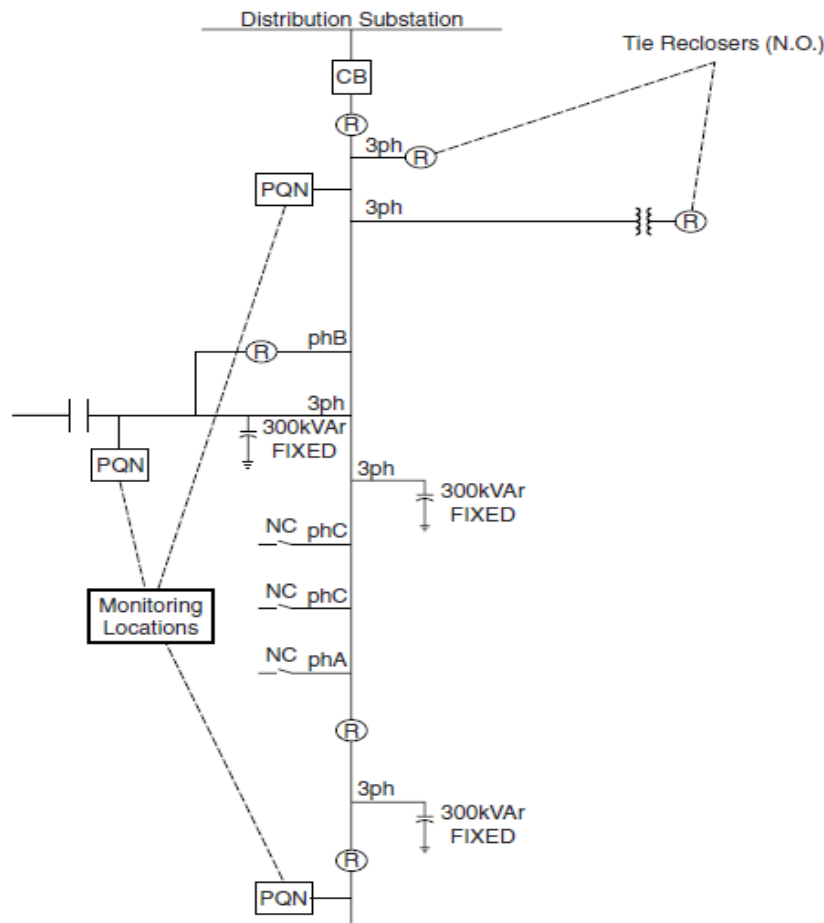 Distribution Substation
Tie Reclosers (N.O.)
CB
R
3ph
R
PQN
3ph
R
phB
R
3ph
300kVAr
FIXED
PQN
3ph
300kVAr
FIXED
NC phC
Monitoring
Locations
NC phC
NC phA
R
3ph
300kVAr
FIXED
R
PQN